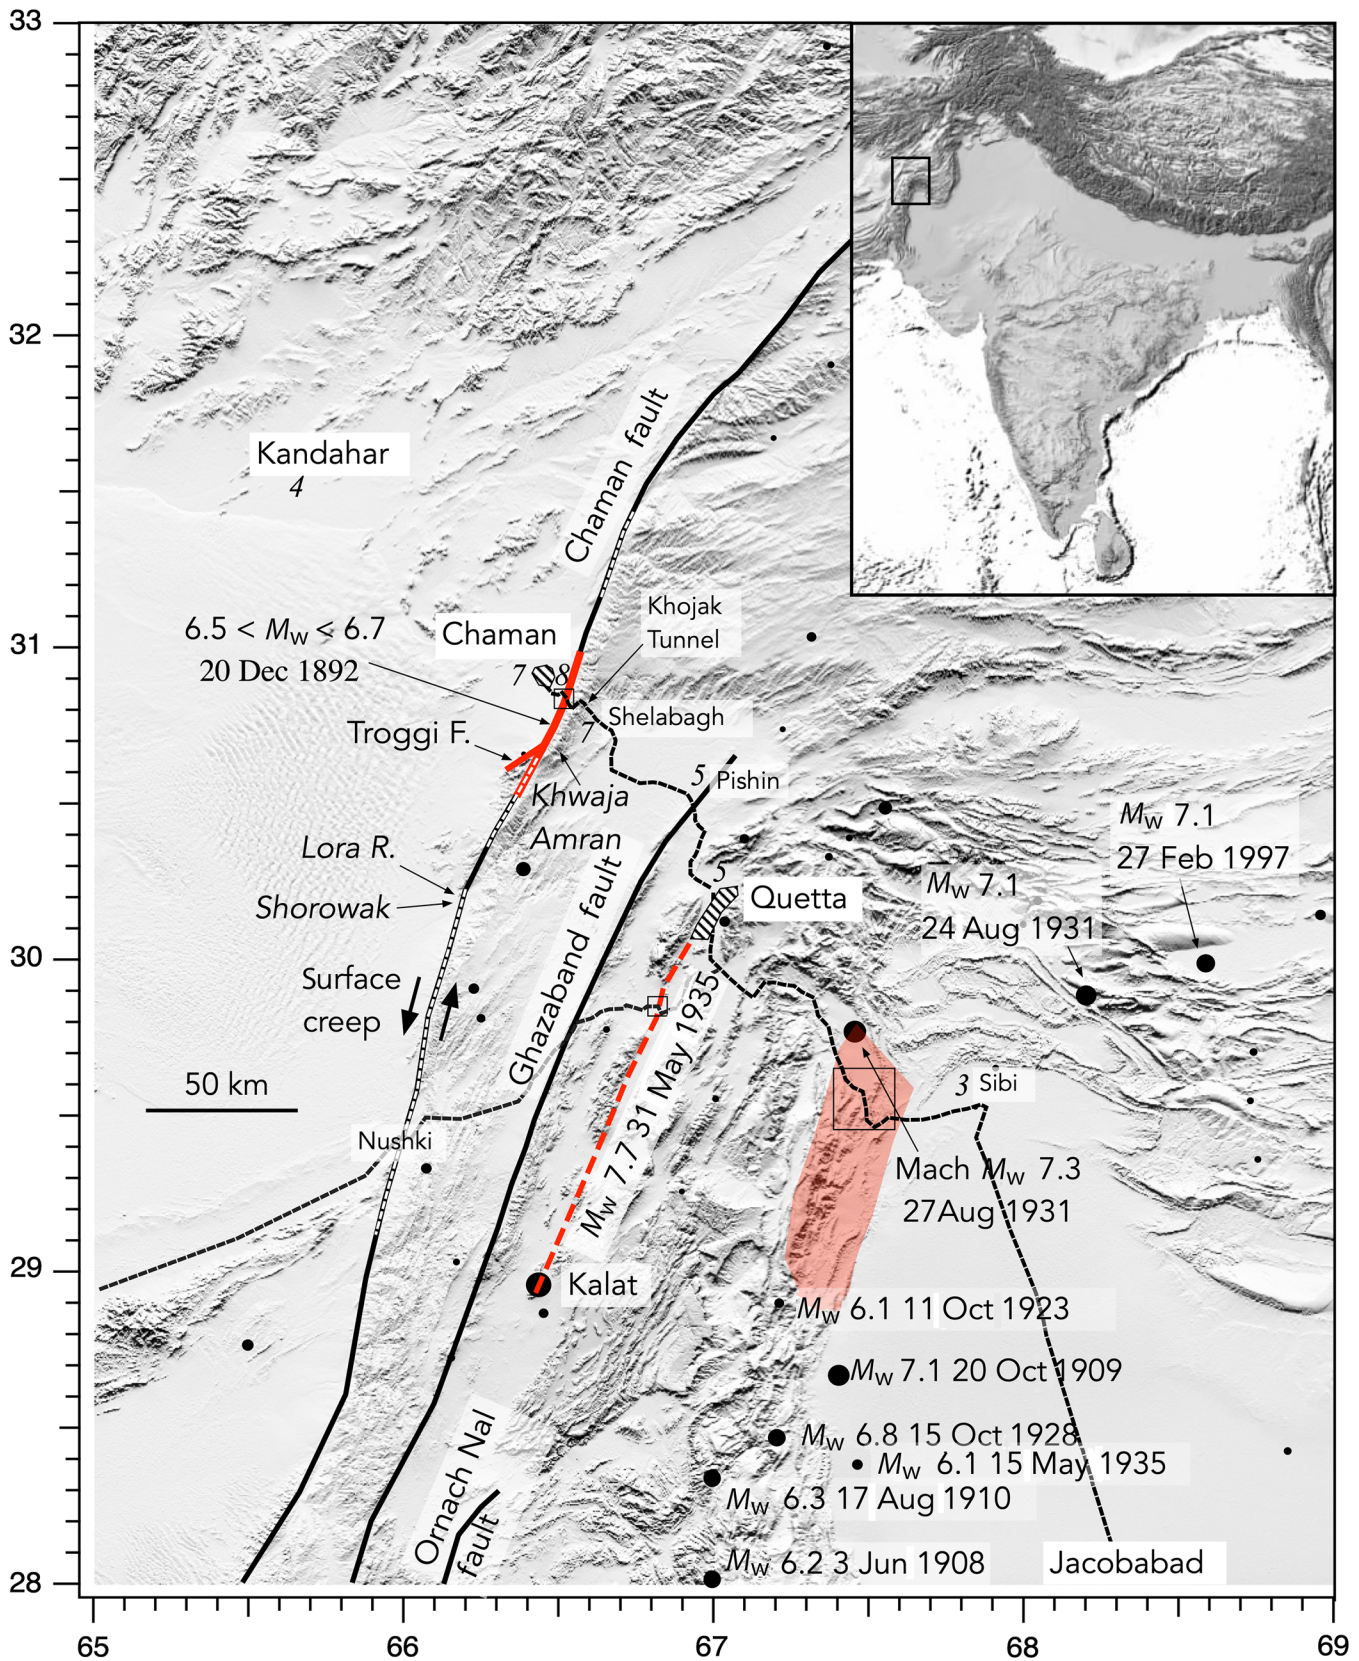 33
32
31
30
29
28
65
66
67
68
69
Kandahar
4
Chaman fault
6.5 < Mw < 6.7
20 Dec 1892
Chaman
7
8
Khojak
Tunnel
Shelabagh
7
Troggi F.
Khwaja
Amran
5 Pishin
Lora R.
Shorowak
5
Quetta
Mw 7.1
27 Feb 1997
Mw 7.1
24 Aug 1931
Surface
creep
Ghazaband fault
50 km
Nushki
Mw 7.7 31 May 1935
3 Sibi
Mach Mw 7.3
27Aug 1931
Kalat
Mw 6.1 11 Oct 1923
Mw 7.1 20 Oct 1909
Mw 6.8 15 Oct 1928
Mw 6.1 15 May 1935
Mw 6.3 17 Aug 1910
Ornach Nal
fault
Mw 6.2 3 Jun 1908
Jacobabad